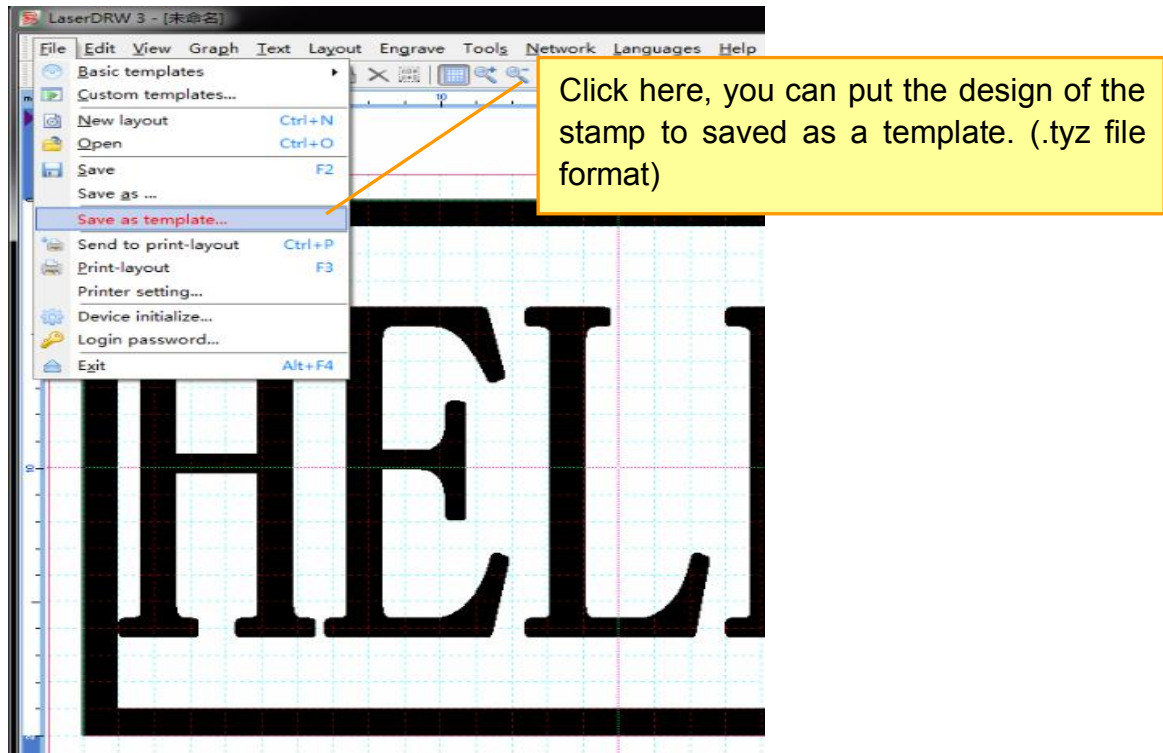 LaserDRW 3 - [未命名]
File Edit View Graph Text Layout Engrave Tools Network Languages Help
Basic templates
Custom templates...
New layout Ctrl+N
Open Ctrl+O
Save F2
Save as ...
Save as template...
Send to print-layout Ctrl+P
Print-layout F3
Printer setting...
Device initialize...
Login password...
Exit Alt+F4
10
Click here, you can put the design of the
stamp to saved as a template. (.tyz file
format)
HEL